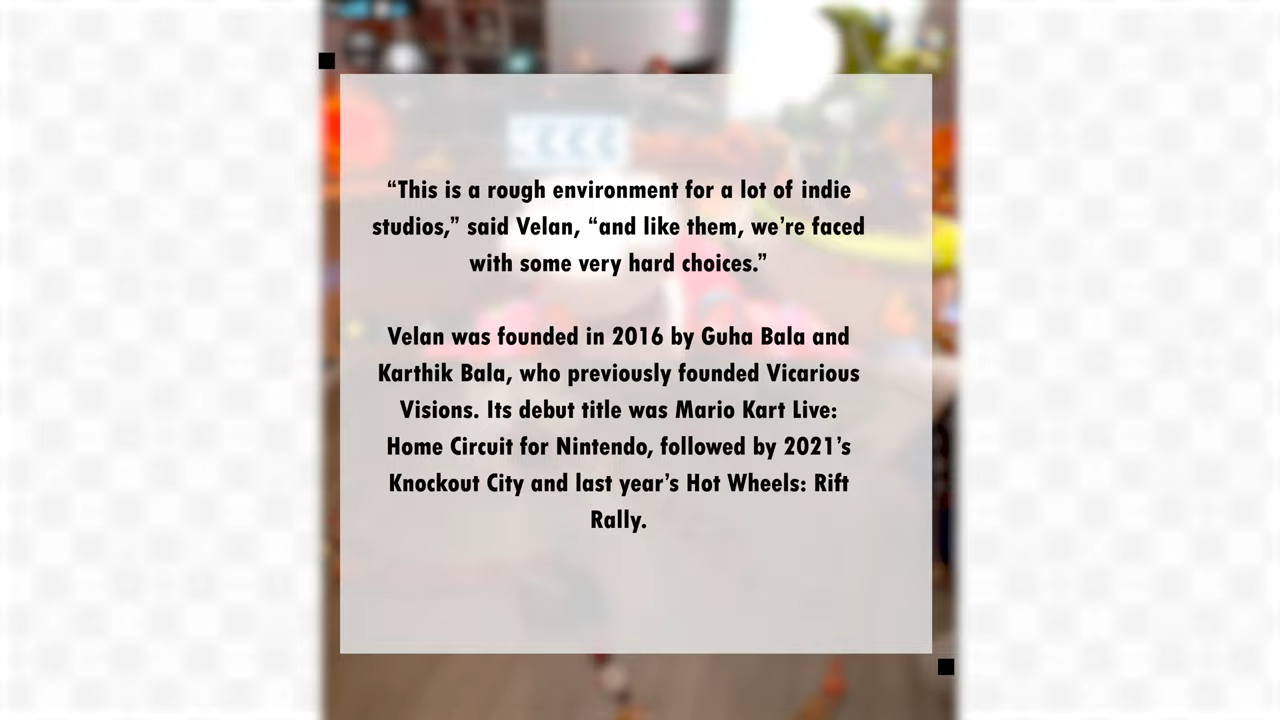 “This is a rough environment for a lot of indie
studios,” said Velan, “and like them, we’re faced
with some very hard choices.”
Velan was founded in 2016 by Guha Bala and
Karthik Bala, who previously founded Vicarious
Visions. Its debut title was Mario Kart Live:
Home Circuit for Nintendo, followed by 2021’s
Knockout City and last year’s Hot Wheels: Rift
Rally.